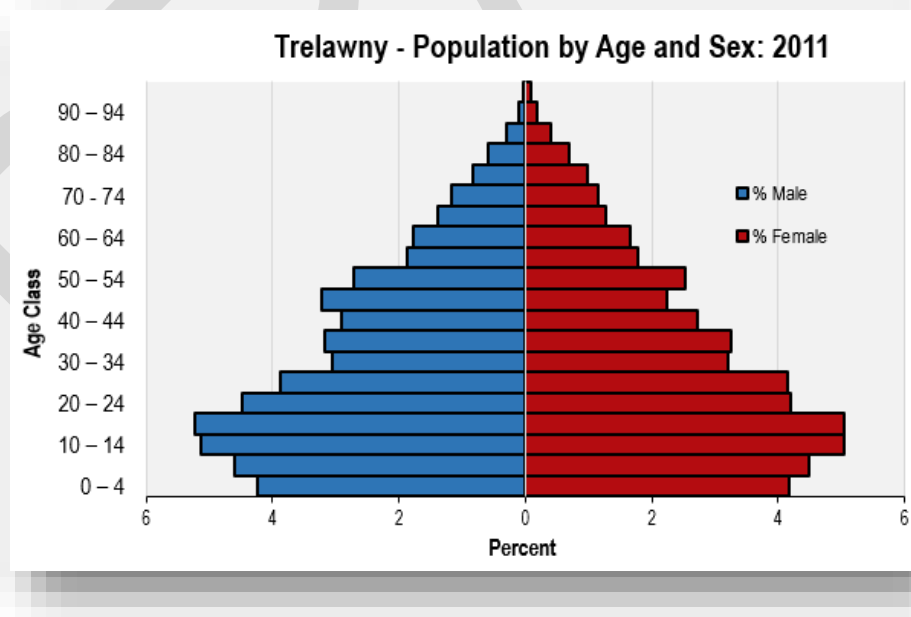 Trelawny - Population by Age and Sex: 2011
90 – 94
80 – 84
70 - 74
60 – 64
50 – 54
40 – 44
30 – 34
20 – 24
10 – 14
0 – 4
Age Class
% Male
% Female
6 4 2 0 2 4 6
Percent